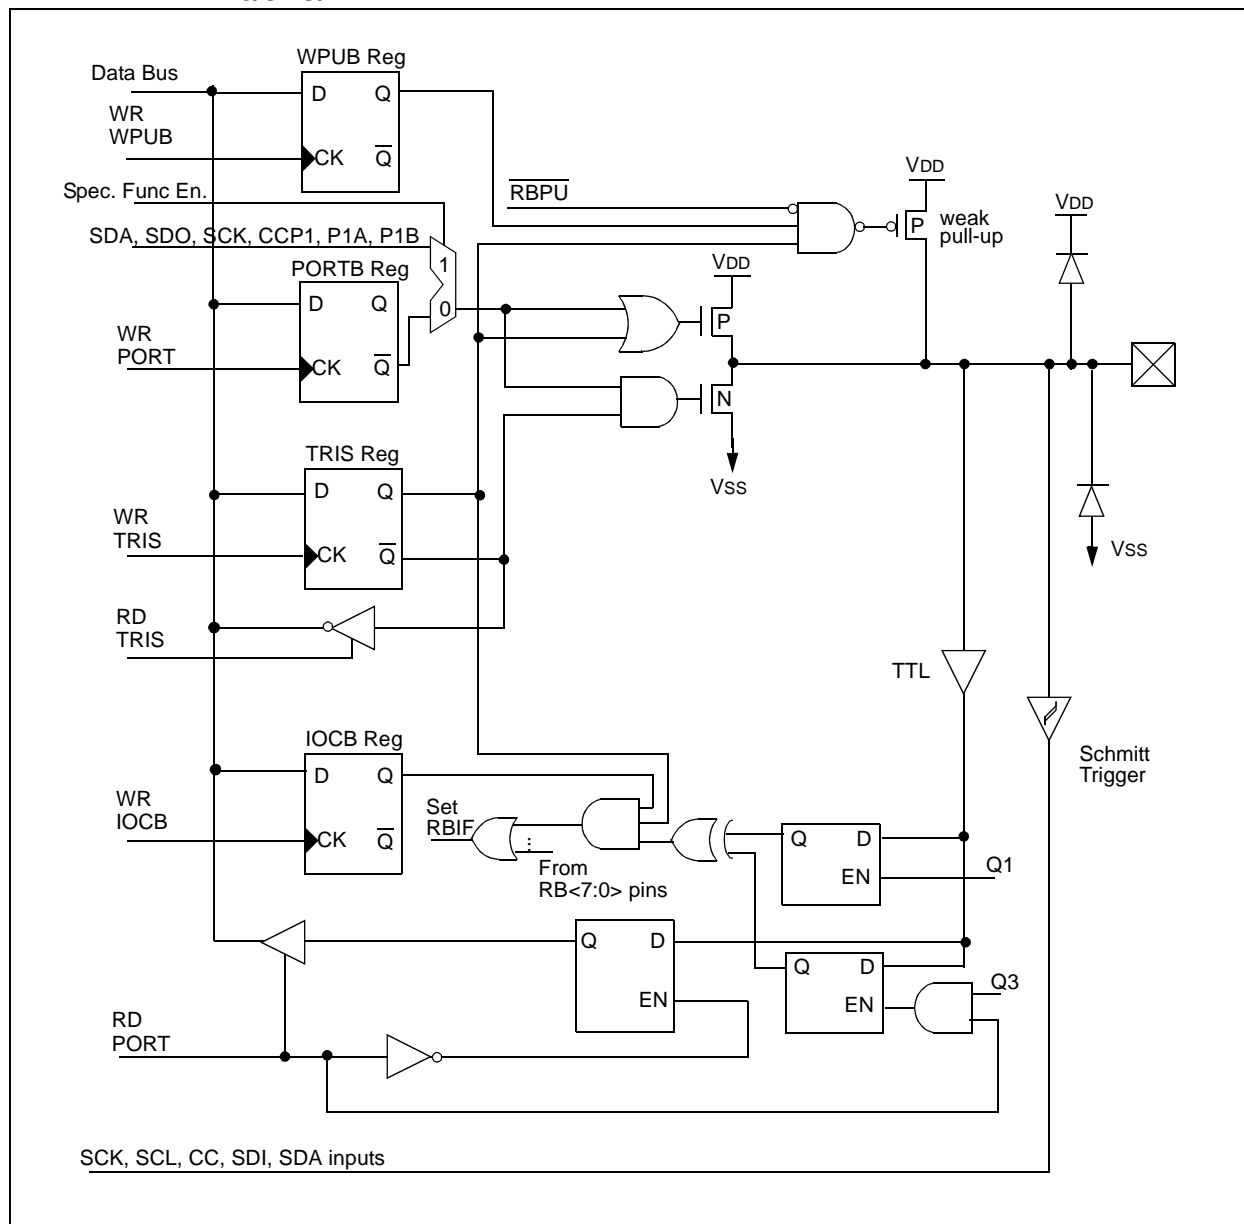 WPUB Reg
Data Bus
D
Q
WR
WPUB
CK
Q
Spec. Func En.
RBPU
VDD
P
weak
pull-up
VDD
SDA, SDO, SCK, CCP1, P1A, P1B
1
0
PORTB Reg
D
Q
WR
PORT
CK
Q
VDD
P
N
VSS
TRIS Reg
D
Q
WR
TRIS
CK
Q
VSS
RD
TRIS
TTL
IOCB Reg
D
Q
WR
IOCB
CK
Q
Schmitt
Trigger
Set
RBIF
...
From
RB<7:0> pins
Q
D
EN
Q1
Q
D
EN
Q
D
EN
Q3
RD
PORT
SCK, SCL, CC, SDI, SDA inputs